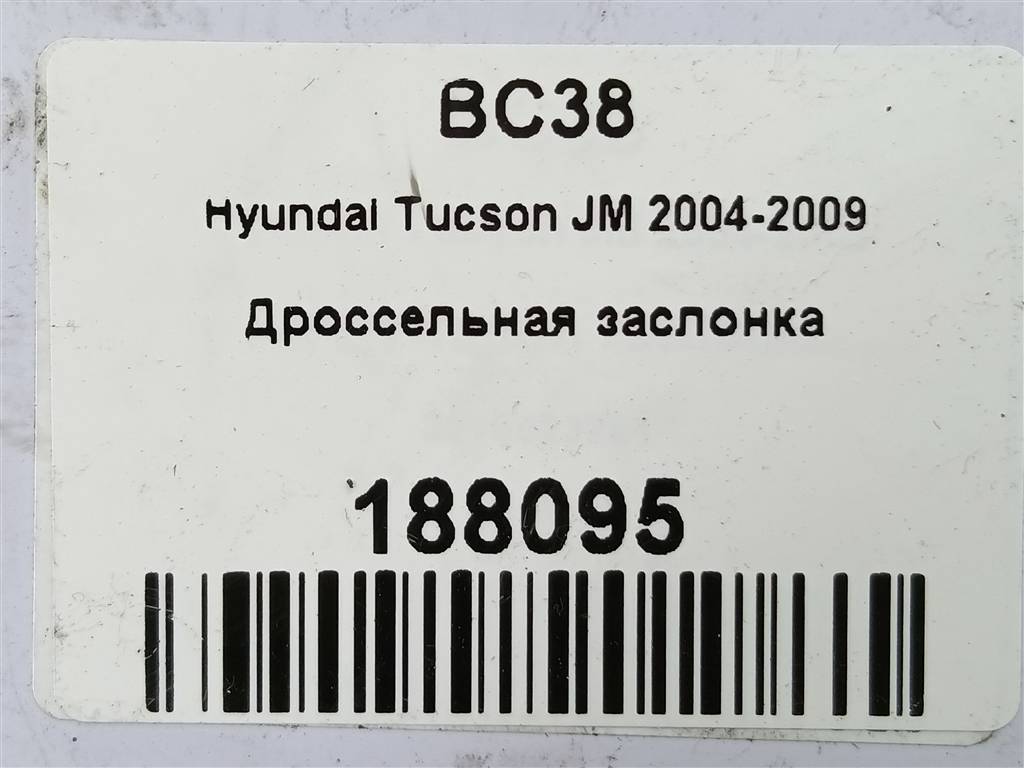 BC38
Hyundai Tucson JM 2004-2009
Дроссельная заслонка
188095